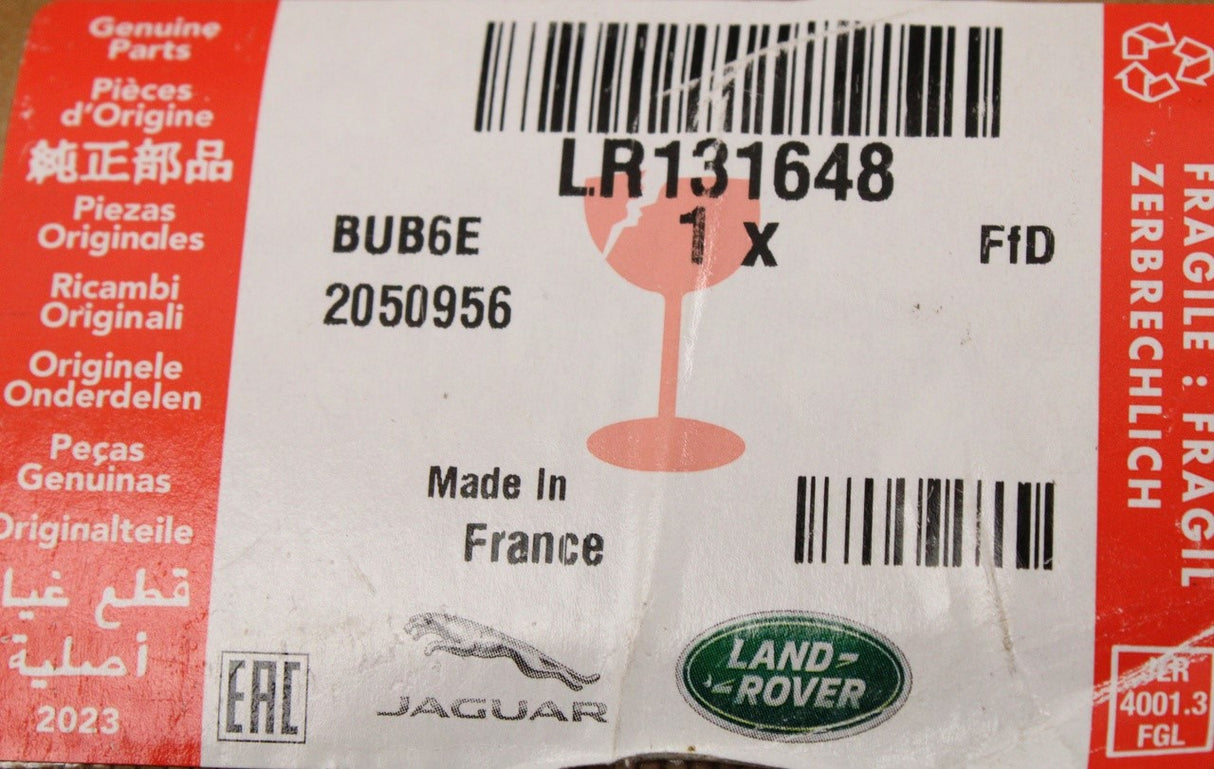 Genuine
Parts
Pièces
d'Origine
純正部品
Piezas
Originales
Ricambi
Originali
Originele
Onderdelen
Peças
Genuinas
Originalteile
قطع غيا
أصلية
2023
LR131648
1 x
BUB6E
FfD
2050956
Made In
France
EAC
JAGUAR
LAND-
-ROVER
FRAGILE : FRAGIL
ZERBRECHLICH
JLR
4001.3
FGL